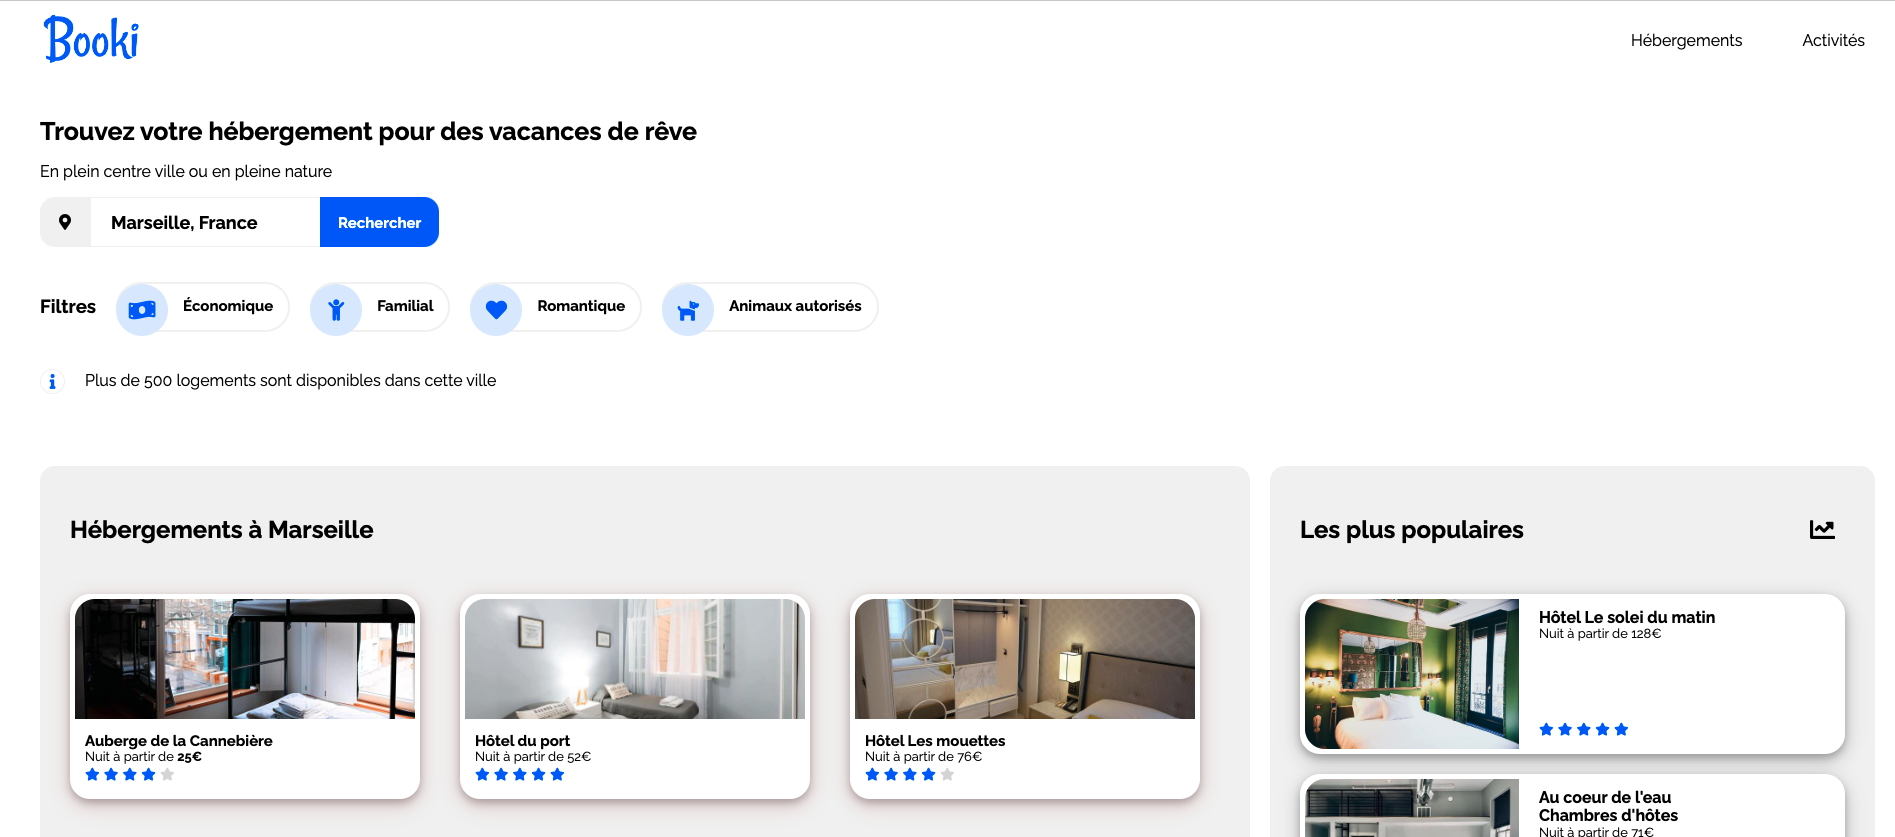 Booki
Hébergements
Activités
Trouvez votre hébergement pour des vacances de rêve
En plein centre ville ou en pleine nature
Marseille, France
Rechercher
Filtres
Économique
Familial
Romantique
Animaux autorisés
Plus de 500 logements sont disponibles dans cette ville
Hébergements à Marseille
Auberge de la Cannebière
Nuit à partir de 25€
Hôtel du port
Nuit à partir de 52€
Hôtel Les mouettes
Nuit à partir de 76€
Les plus populaires
Hôtel Le solei du matin
Nuit à partir de 128€
Au coeur de l'eau
Chambres d'hôtes
Nuit à partir de 71€